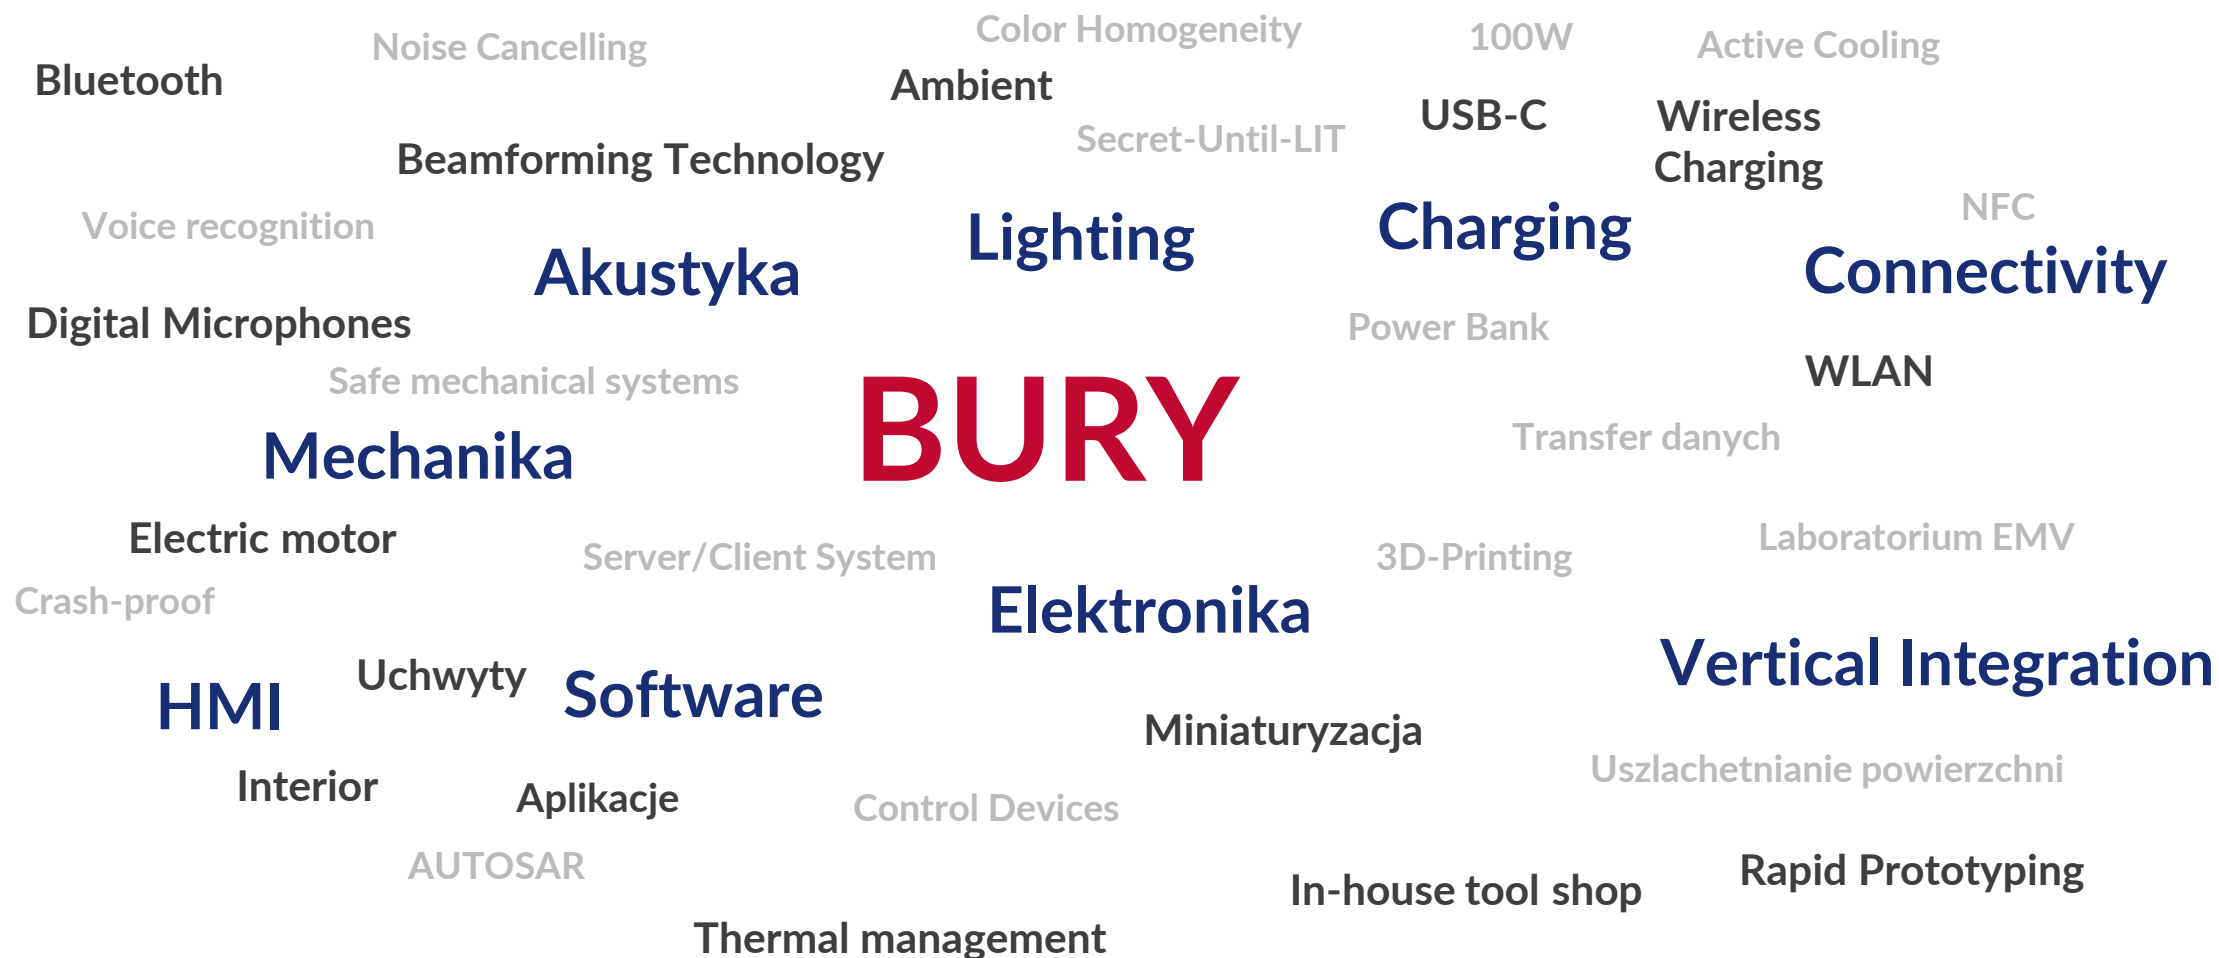 Color Homogeneity
100W
Noise Cancelling
Active Cooling
Bluetooth
Ambient
USB-C
Wireless
Charging
Secret-Until-LIT
Beamforming Technology
NFC
Voice recognition
Charging
Lighting
Akustyka
Connectivity
Digital Microphones
Power Bank
WLAN
Safe mechanical systems
BURY
Transfer danych
Mechanika
Electric motor
Laboratorium EMV
Server/Client System
3D-Printing
Crash-proof
Elektronika
Vertical Integration
Uchwyty
Software
HMI
Miniaturyzacja
Uszlachetnianie powierzchni
Interior
Aplikacje
Control Devices
AUTOSAR
Rapid Prototyping
In-house tool shop
Thermal management